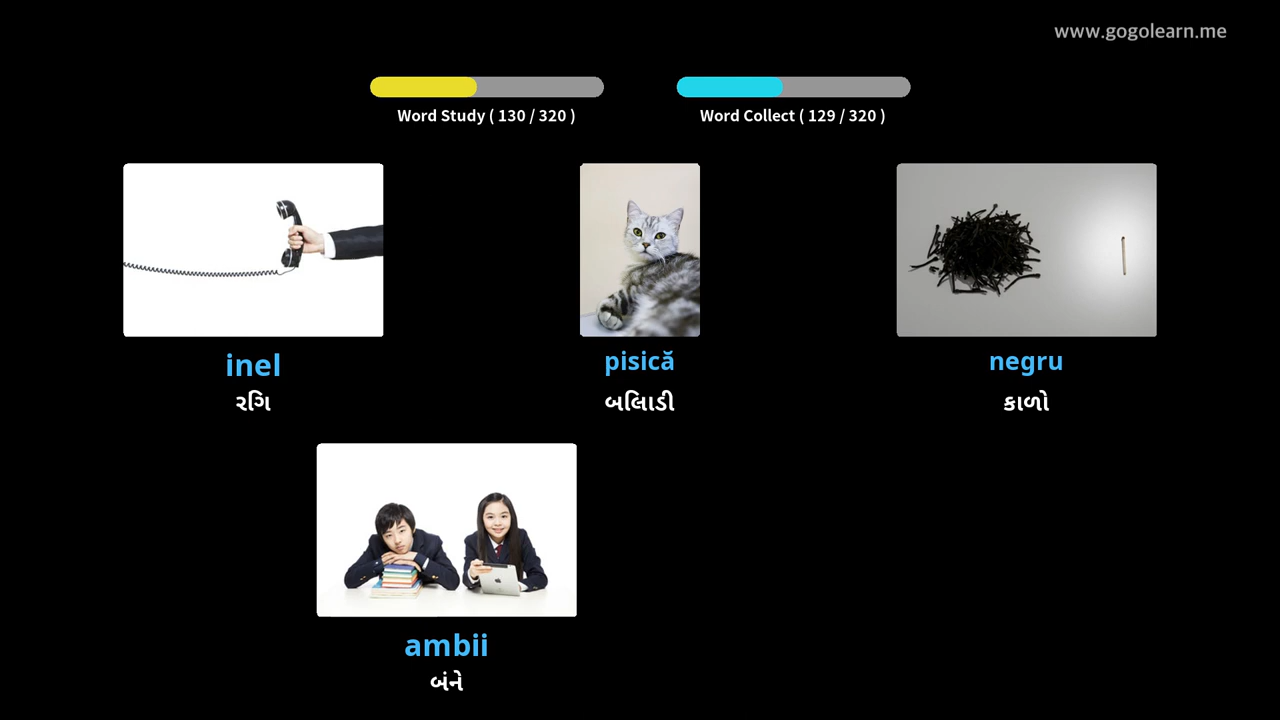 www.gogolearn.me
Word Study ( 130 / 320 )
Word Collect ( 129 / 320 )
inel
રિંગ
pisică
બિલાડી
negru
કાળો
ambii
બંને